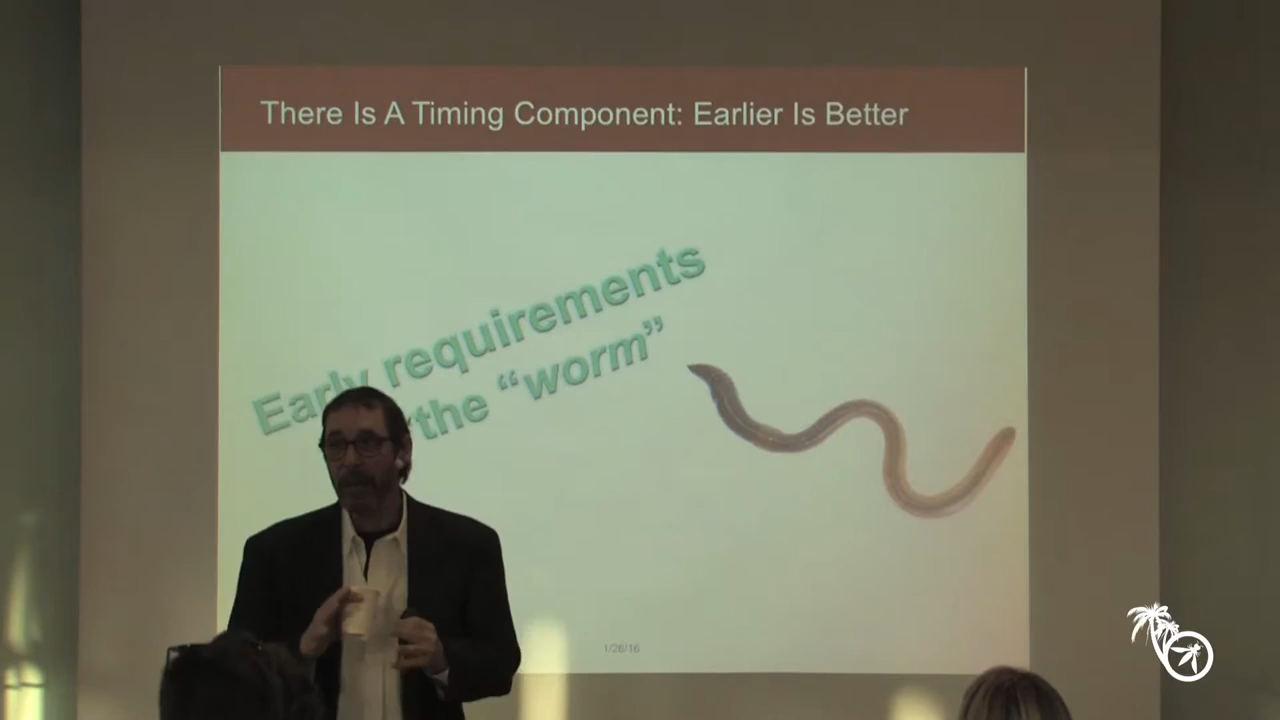 There Is A Timing Component: Earlier Is Better
Early requirements
the “worm”
1/26/16